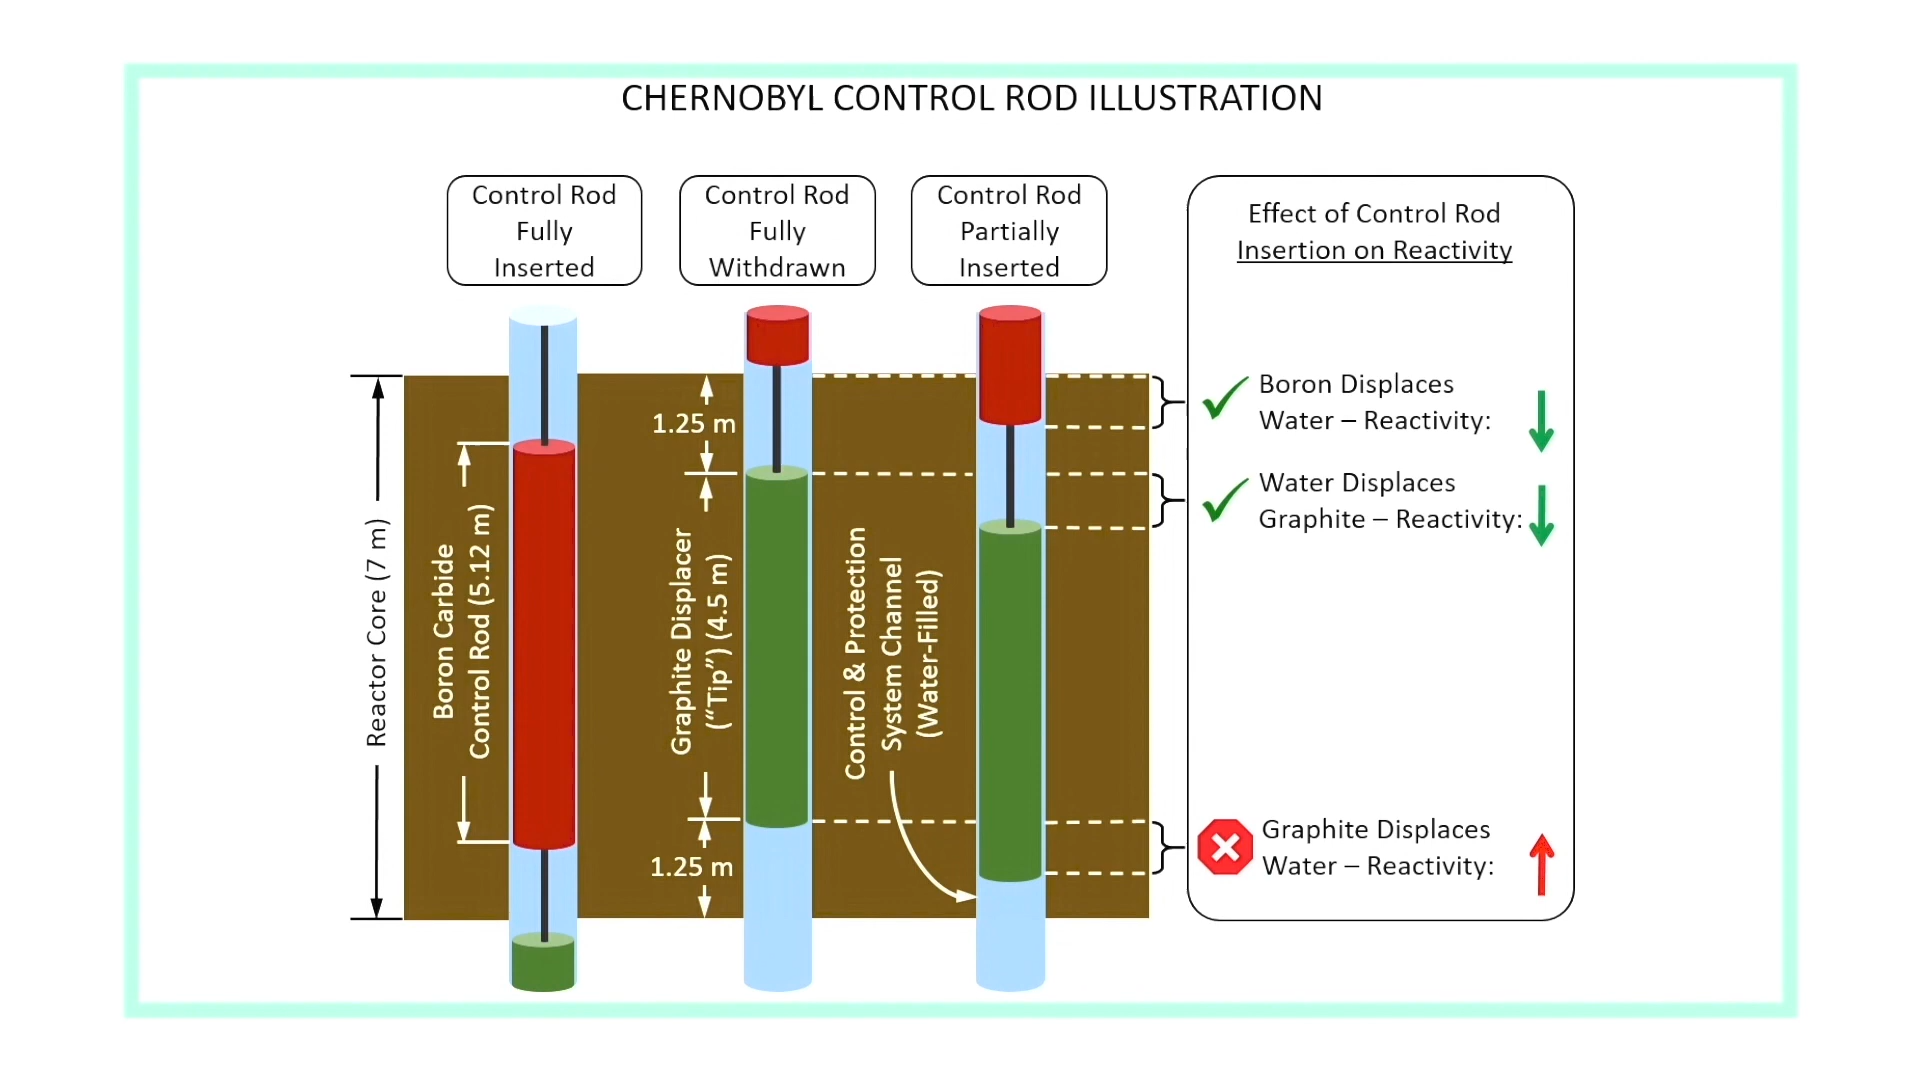 CHERNOBYL CONTROL ROD ILLUSTRATION
Control Rod
Fully
Inserted
Control Rod
Fully
Withdrawn
Control Rod
Partially
Inserted
Effect of Control Rod
Insertion on Reactivity
Reactor Core (7 m)
Boron Carbide
Control Rod (5.12 m)
1.25 m
Graphite Displacer
(“Tip”) (4.5 m)
1.25 m
Control & Protection
System Channel
(Water-Filled)
Boron Displaces
Water – Reactivity:
Water Displaces
Graphite – Reactivity:
Graphite Displaces
Water – Reactivity: